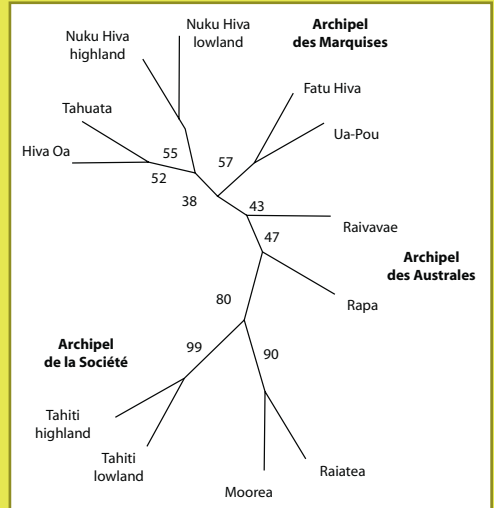 Nuku Hiva
lowland
Archipel
des Marquises
Nuku Hiva
highland
Fatu Hiva
Tahuata
Ua-Pou
Hiva Oa
55
57
52
38
43
Raivavae
47
Archipel
des Australes
80
Rapa
Archipel
de la Société
99
90
Tahiti
highland
Tahiti
lowland
Raiatea
Moorea